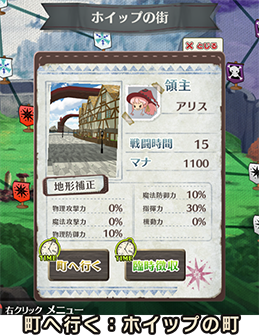 ホイップの街
とじる
領主
アリス
戦闘時間 15
マナ 1100
地形補正
物理攻撃力 0%
魔法攻撃力 0%
物理防御力 10%
魔法防御力 10%
指揮力 30%
機動力 0%
TIME 町へ行く
TIME 臨時徴収
右クリック メニュー
町へ行く：ホイップの町